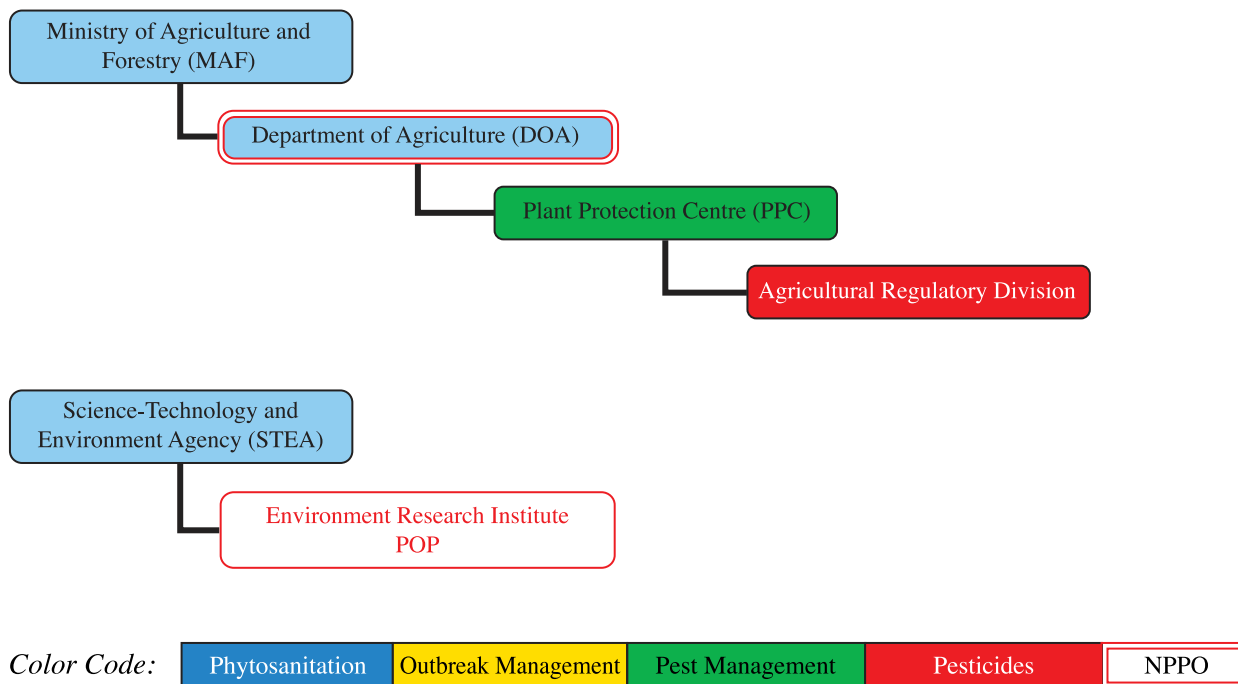 Ministry of Agriculture and
Forestry (MAF)
Department of Agriculture (DOA)
Plant Protection Centre (PPC)
Agricultural Regulatory Division
Science-Technology and
Environment Agency (STEA)
Environment Research Institute
POP
Color Code: Phytosanitation Outbreak Management Pest Management Pesticides NPPO